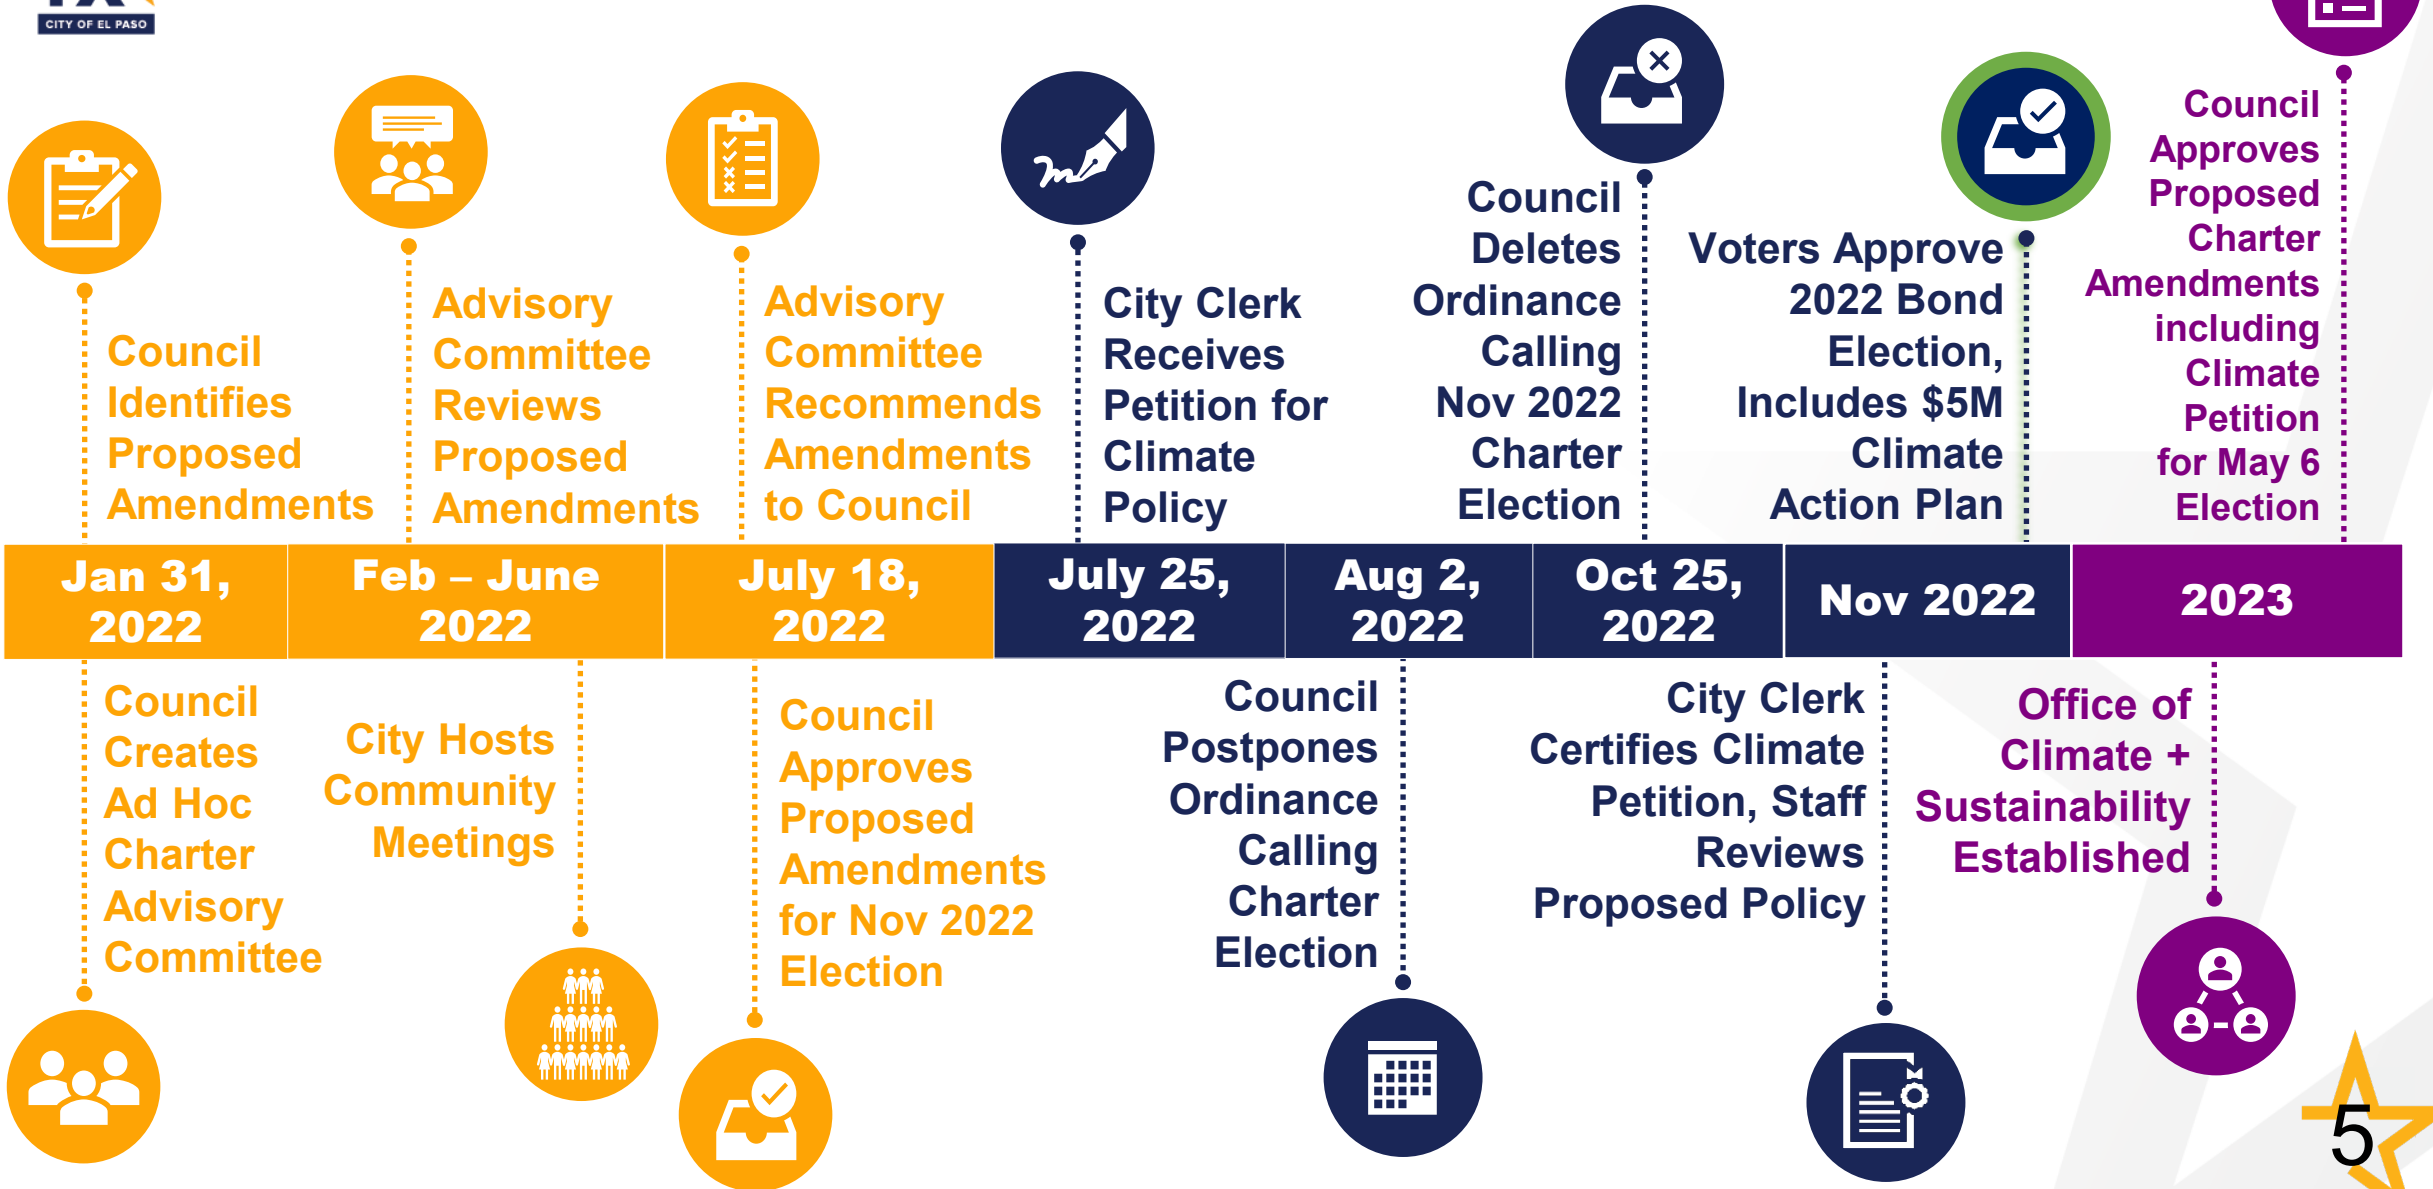 CITY OF EL PASO
Council
Identifies
Proposed
Amendments
Advisory
Committee
Reviews
Proposed
Amendments
Advisory
Committee
Recommends
Amendments
to Council
City Clerk
Receives
Petition for
Climate
Policy
Council
Deletes
Ordinance
Calling
Nov 2022
Charter
Election
Voters Approve
2022 Bond
Election,
Includes $5M
Climate
Action Plan
Council
Approves
Proposed
Charter
Amendments
including
Climate
Petition
for May 6
Election
Jan 31,
2022
Feb – June
2022
July 18,
2022
July 25,
2022
Aug 2,
2022
Oct 25,
2022
Nov 2022
2023
Council
Creates
Ad Hoc
Charter
Advisory
Committee
City Hosts
Community
Meetings
Council
Approves
Proposed
Amendments
for Nov 2022
Election
Council
Postpones
Ordinance
Calling
Charter
Election
City Clerk
Certifies Climate
Petition, Staff
Reviews
Proposed Policy
Office of
Climate +
Sustainability
Established
5